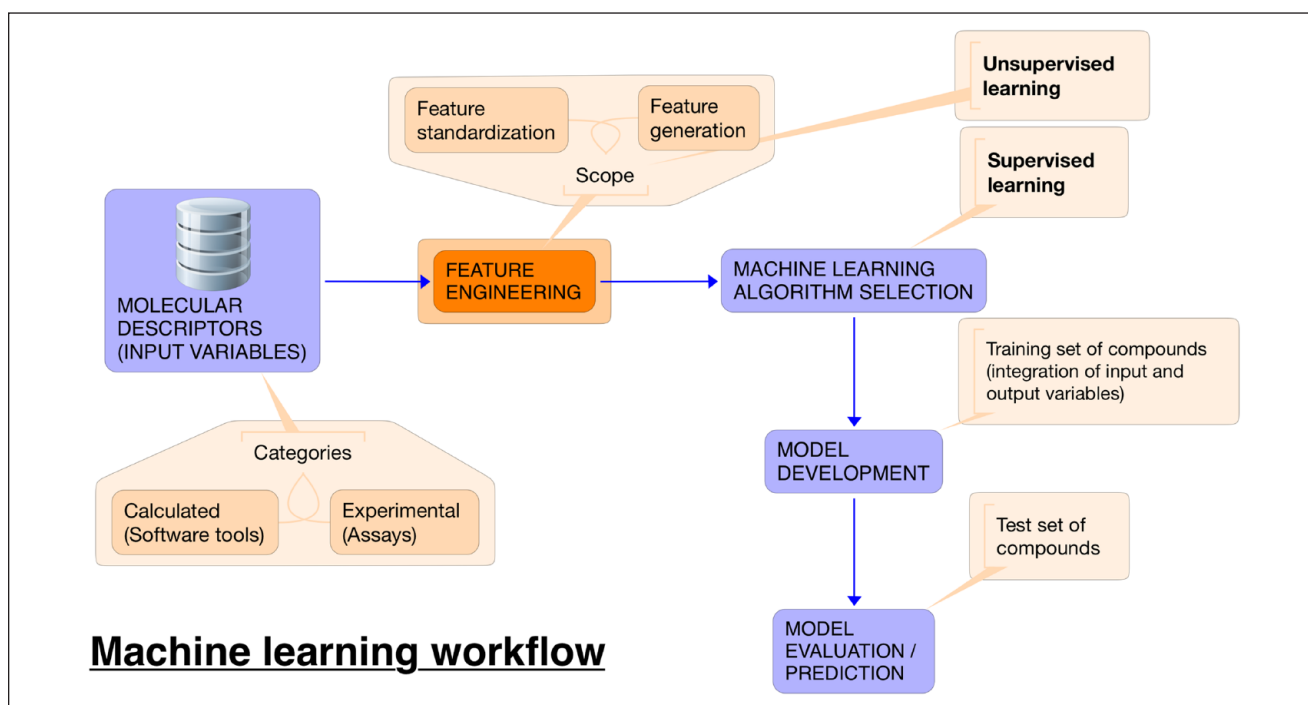 Unsupervised
learning
Feature
standardization
Feature
generation
Scope
Supervised
learning
MOLECULAR
DESCRIPTORS
(INPUT VARIABLES)
FEATURE
ENGINEERING
MACHINE LEARNING
ALGORITHM SELECTION
Training set of compounds
(integration of input and
output variables)
Categories
Calculated
(Software tools)
Experimental
(Assays)
MODEL
DEVELOPMENT
Test set of
compounds
MODEL
EVALUATION /
PREDICTION
Machine learning workflow